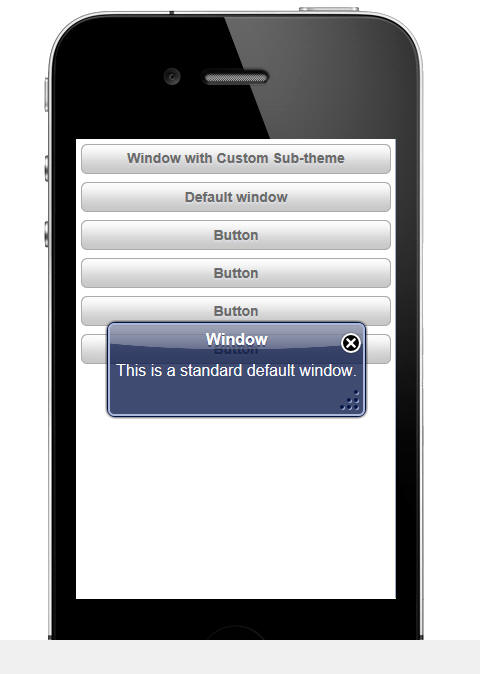 Window with Custom Sub-theme
Default window
Button
Button
Button
Window
Button
This is a standard default window.